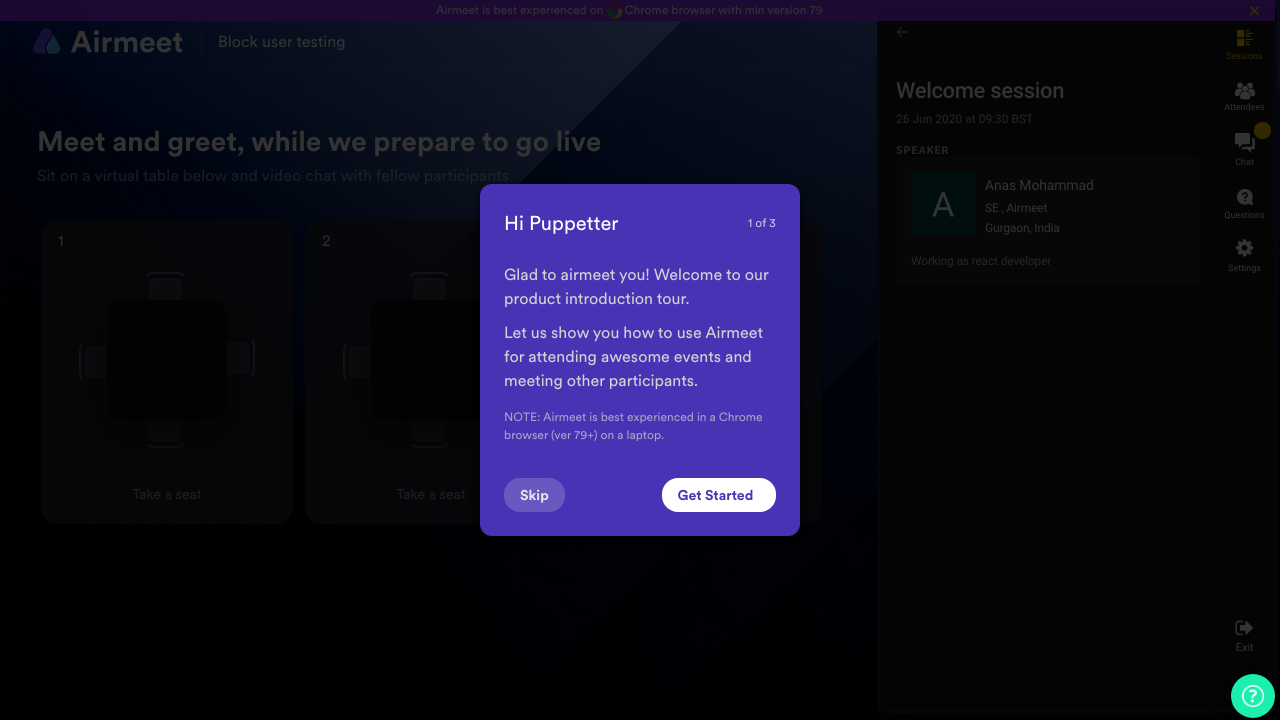 Airmeet is best experienced on Chrome browser with min version 79
Airmeet
Block user testing
Meet and greet, while we prepare to go live
Sit on a virtual table below and video chat with fellow participants
1
2
Take a seat
Take a seat
Hi Puppetter
1 of 3
Glad to airmeet you! Welcome to our
product introduction tour.
Let us show you how to use Airmeet
for attending awesome events and
meeting other participants.
NOTE: Airmeet is best experienced in a Chrome
browser (ver 79+) on a laptop.
Skip
Get Started
Welcome session
26 Jun 2020 at 09:30 BST
SPEAKER
A
Anas Mohammad
SE , Airmeet
Gurgaon, India
Working as react developer
Sessions
Attendees
Chat
Questions
Settings
Exit
?